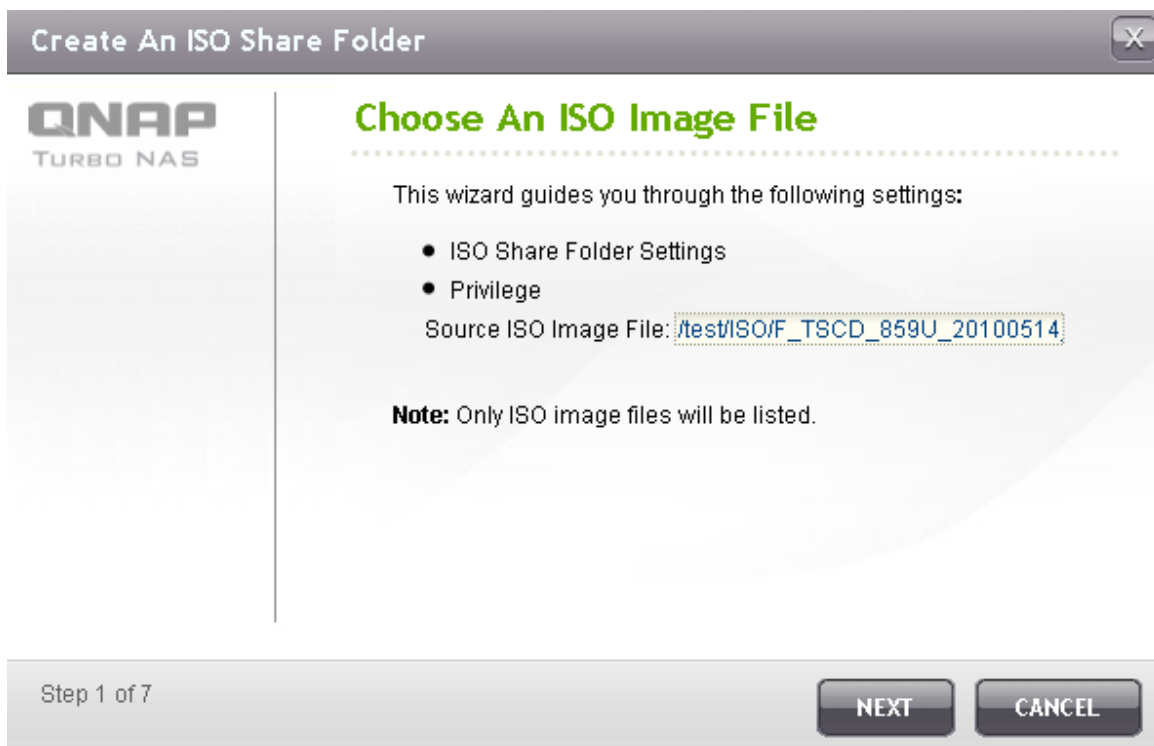 Create An ISO Share Folder
X
QNAP
TURBO NAS
Choose An ISO Image File
This wizard guides you through the following settings:
• ISO Share Folder Settings
• Privilege
Source ISO Image File: /test/ISO/F_TSCD_859U_20100514
Note: Only ISO image files will be listed.
Step 1 of 7
NEXT
CANCEL